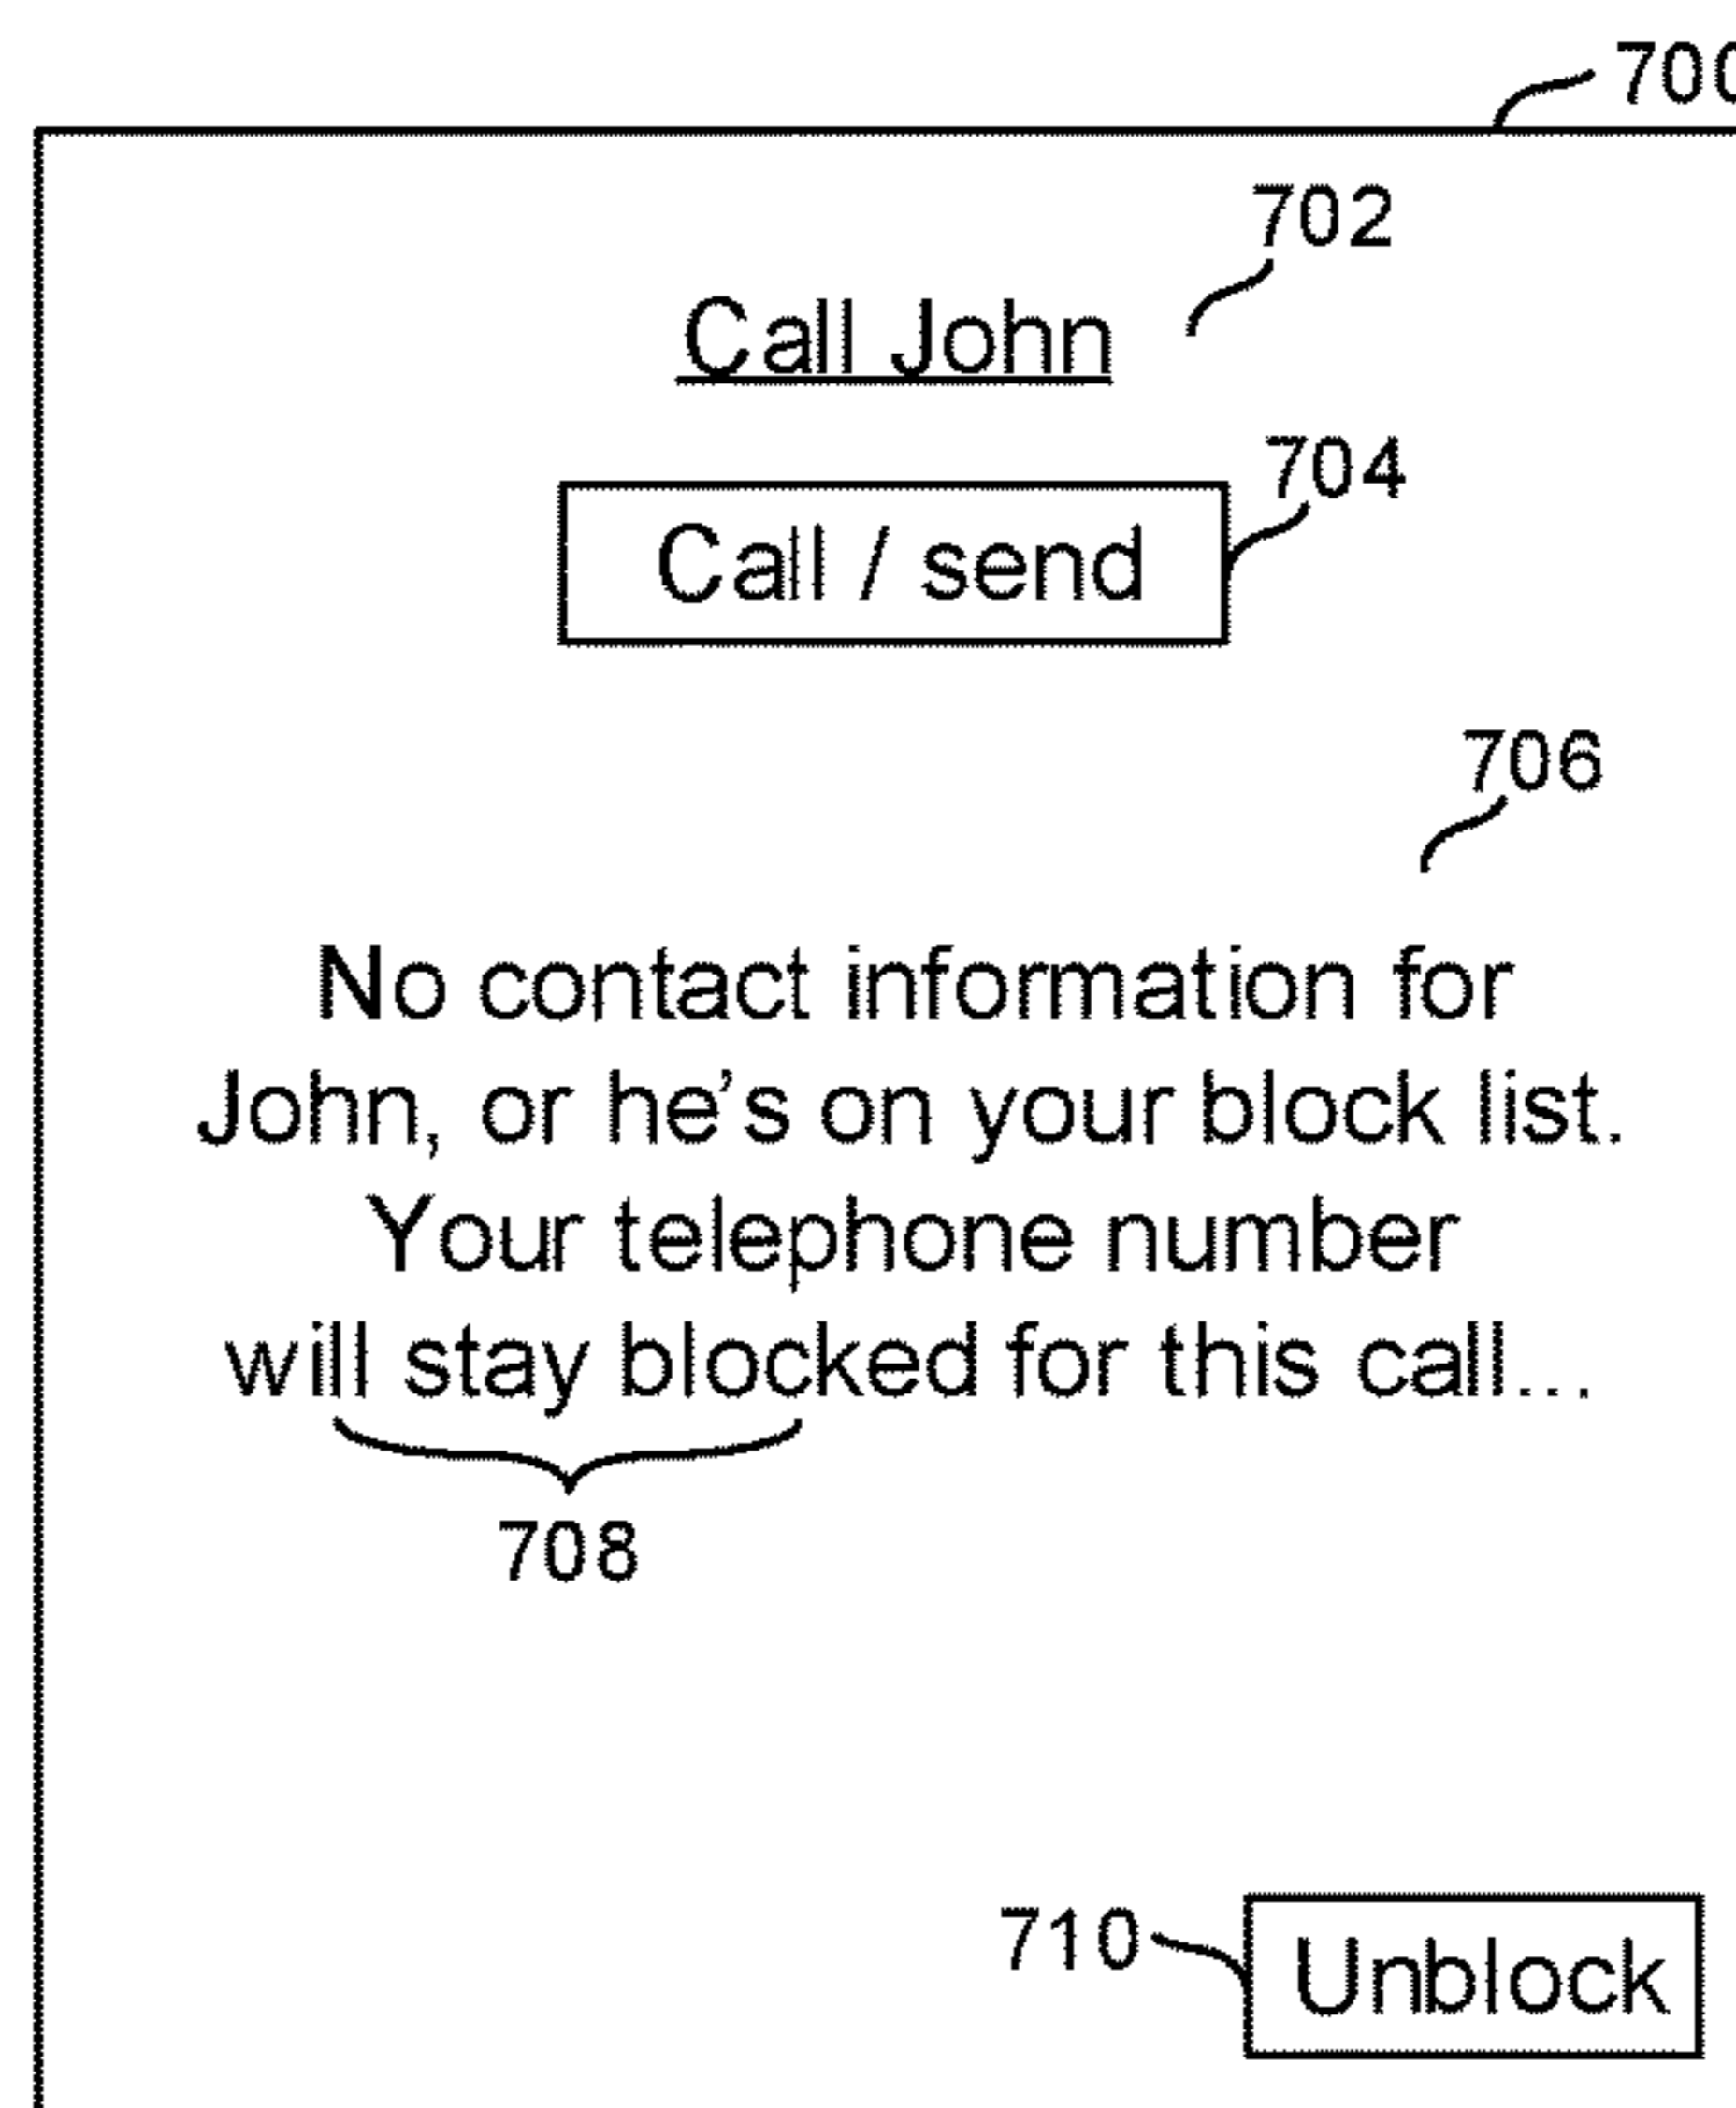 700
702
Call John
704
Call / send
706
No contact information for
John, or he's on your block list.
Your telephone number
will stay blocked for this call...
708
710
Unblock